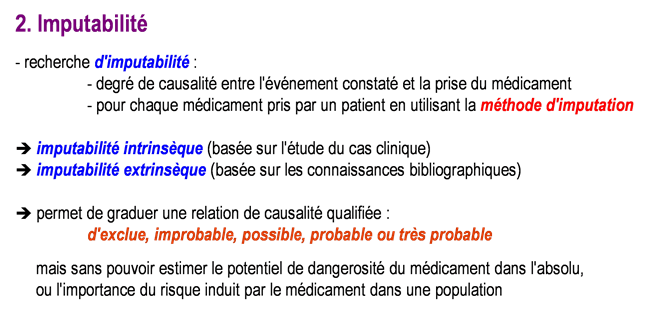 2. Imputabilité
- recherche d'imputabilité :
- degré de causalité entre l'événement constaté et la prise du médicament
- pour chaque médicament pris par un patient en utilisant la méthode d'imputation
➔ imputabilité intrinsèque (basée sur l'étude du cas clinique)
➔ imputabilité extrinsèque (basée sur les connaissances bibliographiques)
➔ permet de graduer une relation de causalité qualifiée :
d'exclue, improbable, possible, probable ou très probable
mais sans pouvoir estimer le potentiel de dangerosité du médicament dans l'absolu,
ou l'importance du risque induit par le médicament dans une population